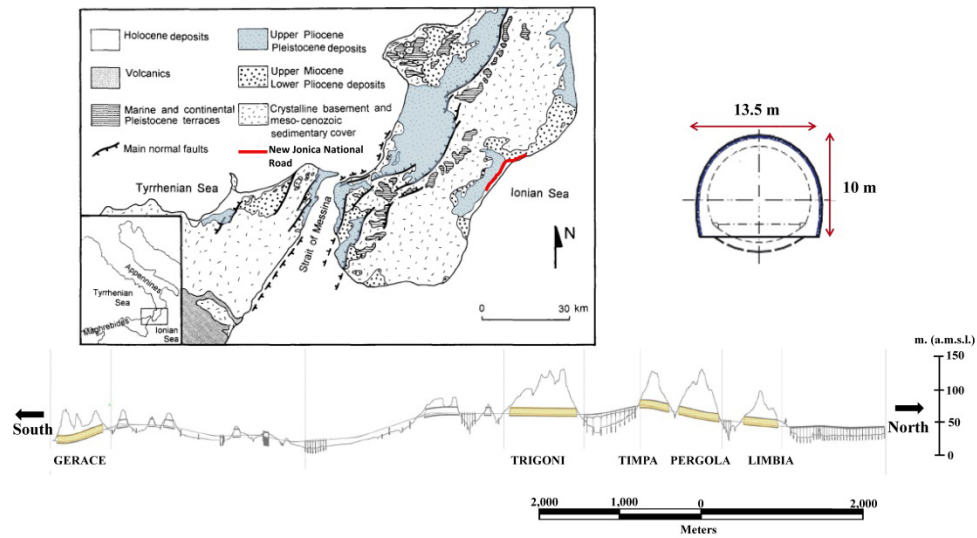 Holocene deposits
Volcanics
Marine and continental
Pleistocene terraces
Main normal faults
Upper Pliocene
Pleistocene deposits
Upper Miocene
Lower Pliocene deposits
Crystalline basement and
meso-cenozoic
sedimentary cover
New Jonica National
Road
Tyrrhenian Sea
Strait of Messina
Ionian Sea
N
0 30
km
Appennines
Tyrrhenian
Sea
Maghrebides
Ionian
Sea
13.5 m
10 m
m. (a.m.s.l.)
150
100
50
0
South
North
GERACE
TRIGONI
TIMPA
PERGOLA
LIMBIA
2,000 1,000 0 2,000
Meters